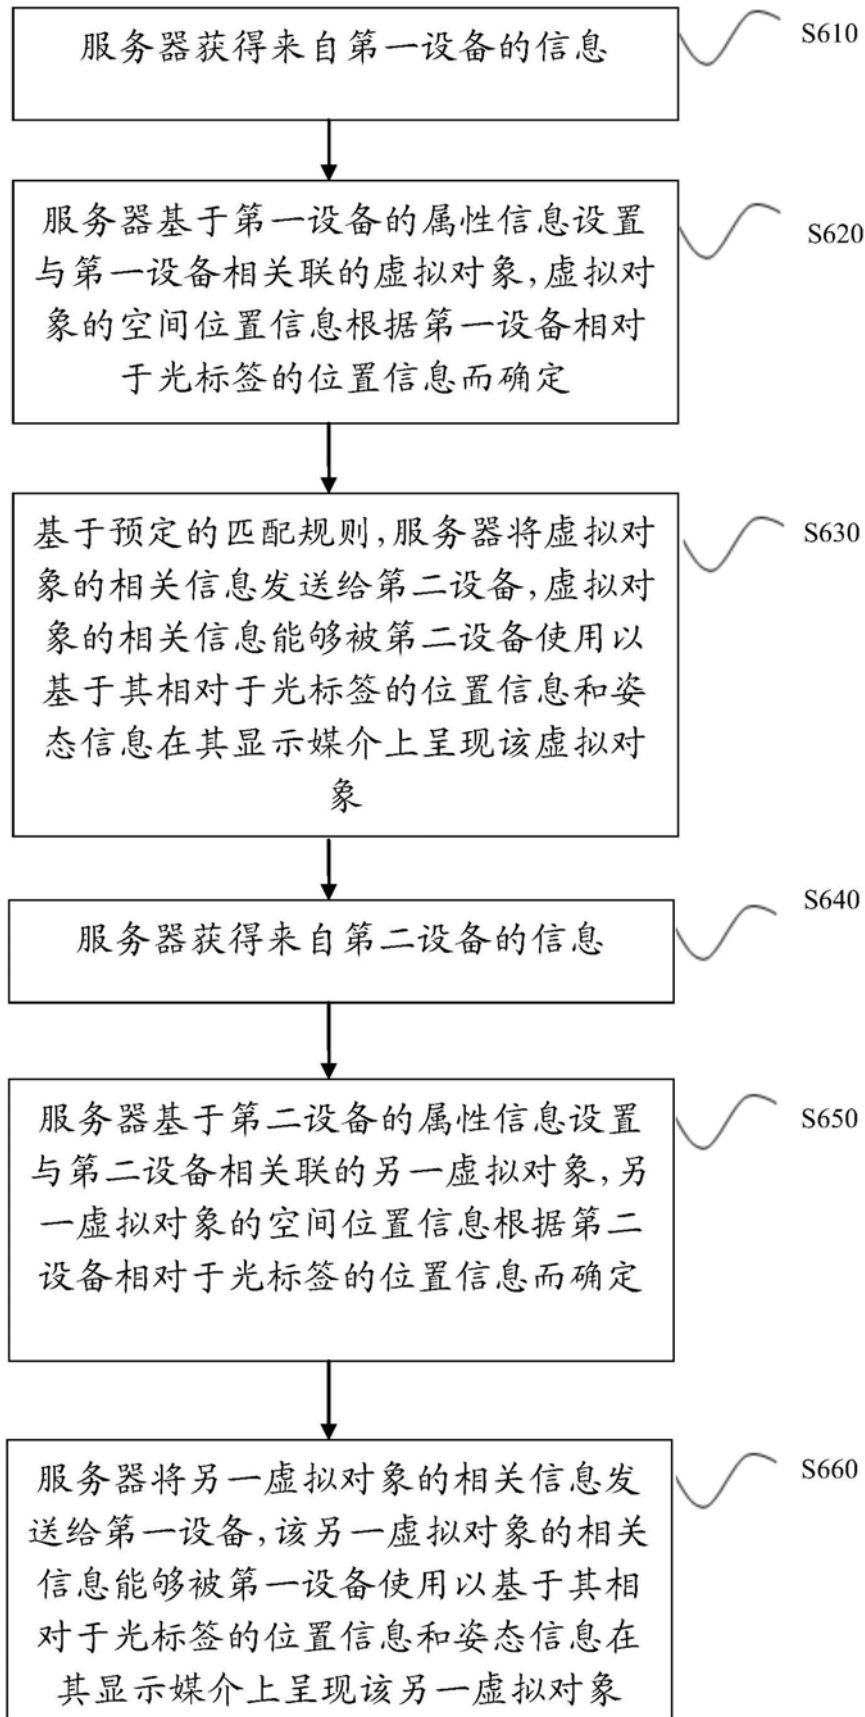 服务器获得来自第一设备的信息
S610
服务器基于第一设备的属性信息设置
与第一设备相关联的虚拟对象,虚拟对
象的空间位置信息根据第一设备相对
于光标签的位置信息而确定
S620
基于预定的匹配规则,服务器将虚拟对
象的相关信息发送给第二设备,虚拟对
象的相关信息能够被第二设备使用以
基于其相对于光标签的位置信息和姿
态信息在其显示媒介上呈现该虚拟对
象
S630
服务器获得来自第二设备的信息
S640
服务器基于第二设备的属性信息设置
与第二设备相关联的另一虚拟对象,另
一虚拟对象的空间位置信息根据第二
设备相对于光标签的位置信息而确定
S650
服务器将另一虚拟对象的相关信息发
送给第一设备,该另一虚拟对象的相关
信息能够被第一设备使用以基于其相
对于光标签的位置信息和姿态信息在
其显示媒介上呈现该另一虚拟对象
S660